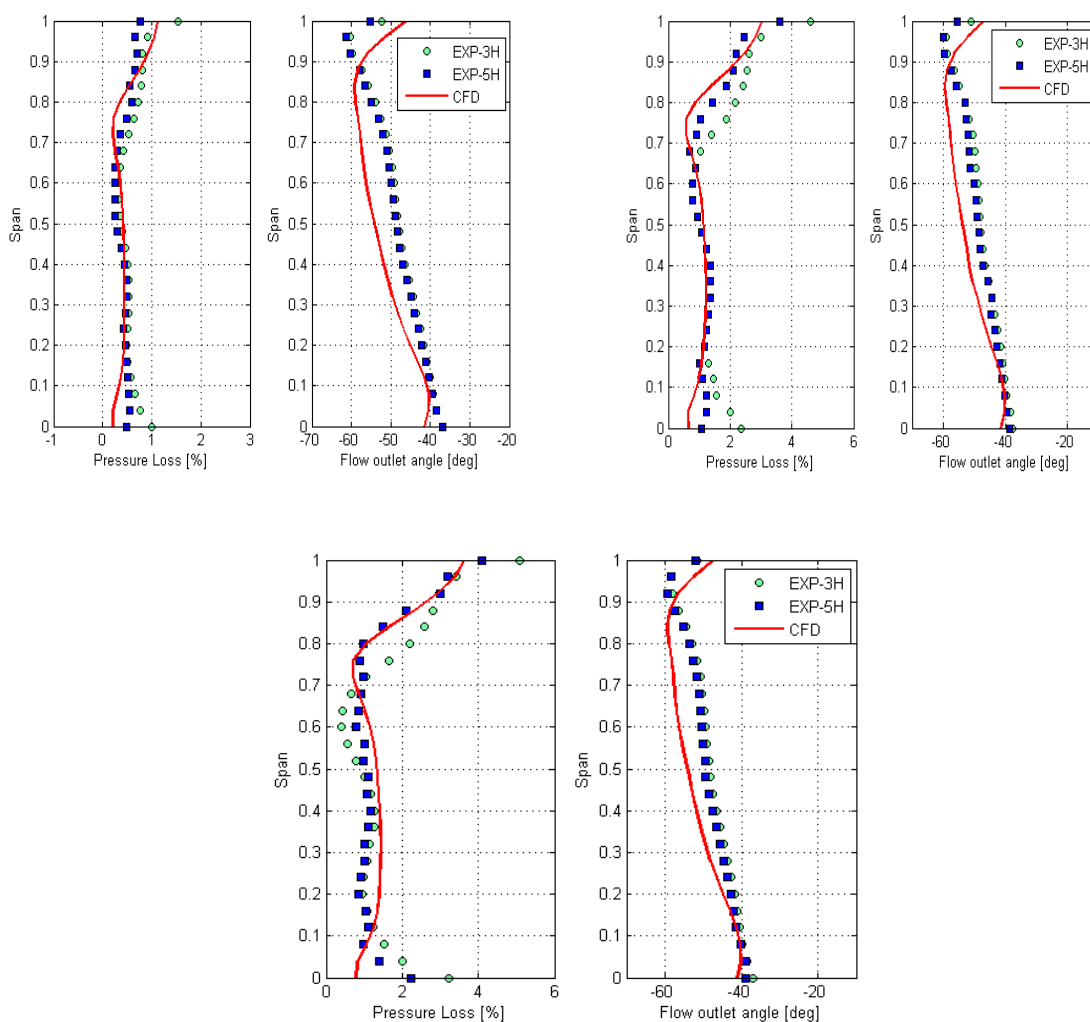 1
0.9
0.8
0.7
0.6
0.5
0.4
0.3
0.2
0.1
0
Span
-1 0 1 2 3
Pressure Loss [%]
EXP-3H
EXP-5H
CFD
1
0.9
0.8
0.7
0.6
0.5
0.4
0.3
0.2
0.1
0
Span
-70 -60 -50 -40 -30 -20
Flow outlet angle [deg]
1
0.9
0.8
0.7
0.6
0.5
0.4
0.3
0.2
0.1
0
Span
0 2 4 6
Pressure Loss [%]
EXP-3H
EXP-5H
CFD
1
0.9
0.8
0.7
0.6
0.5
0.4
0.3
0.2
0.1
0
Span
-60 -40 -20
Flow outlet angle [deg]
1
0.9
0.8
0.7
0.6
0.5
0.4
0.3
0.2
0.1
0
Span
0 2 4 6
Pressure Loss [%]
EXP-3H
EXP-5H
CFD
1
0.9
0.8
0.7
0.6
0.5
0.4
0.3
0.2
0.1
0
Span
-60 -40 -20
Flow outlet angle [deg]